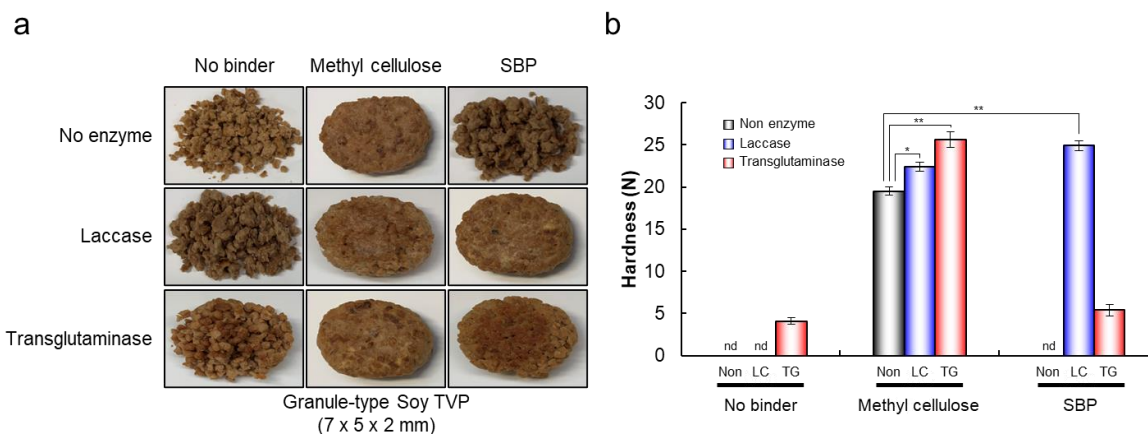 a
No binder Methyl cellulose SBP
No enzyme
Laccase
Transglutaminase
Granule-type Soy TVP
(7 x 5 x 2 mm)
b
Hardness (N)
30
25
20
15
10
5
0
Non enzyme
Laccase
Transglutaminase
**
**
*
nd nd nd
Non LC TG Non LC TG Non LC TG
No binder Methyl cellulose SBP